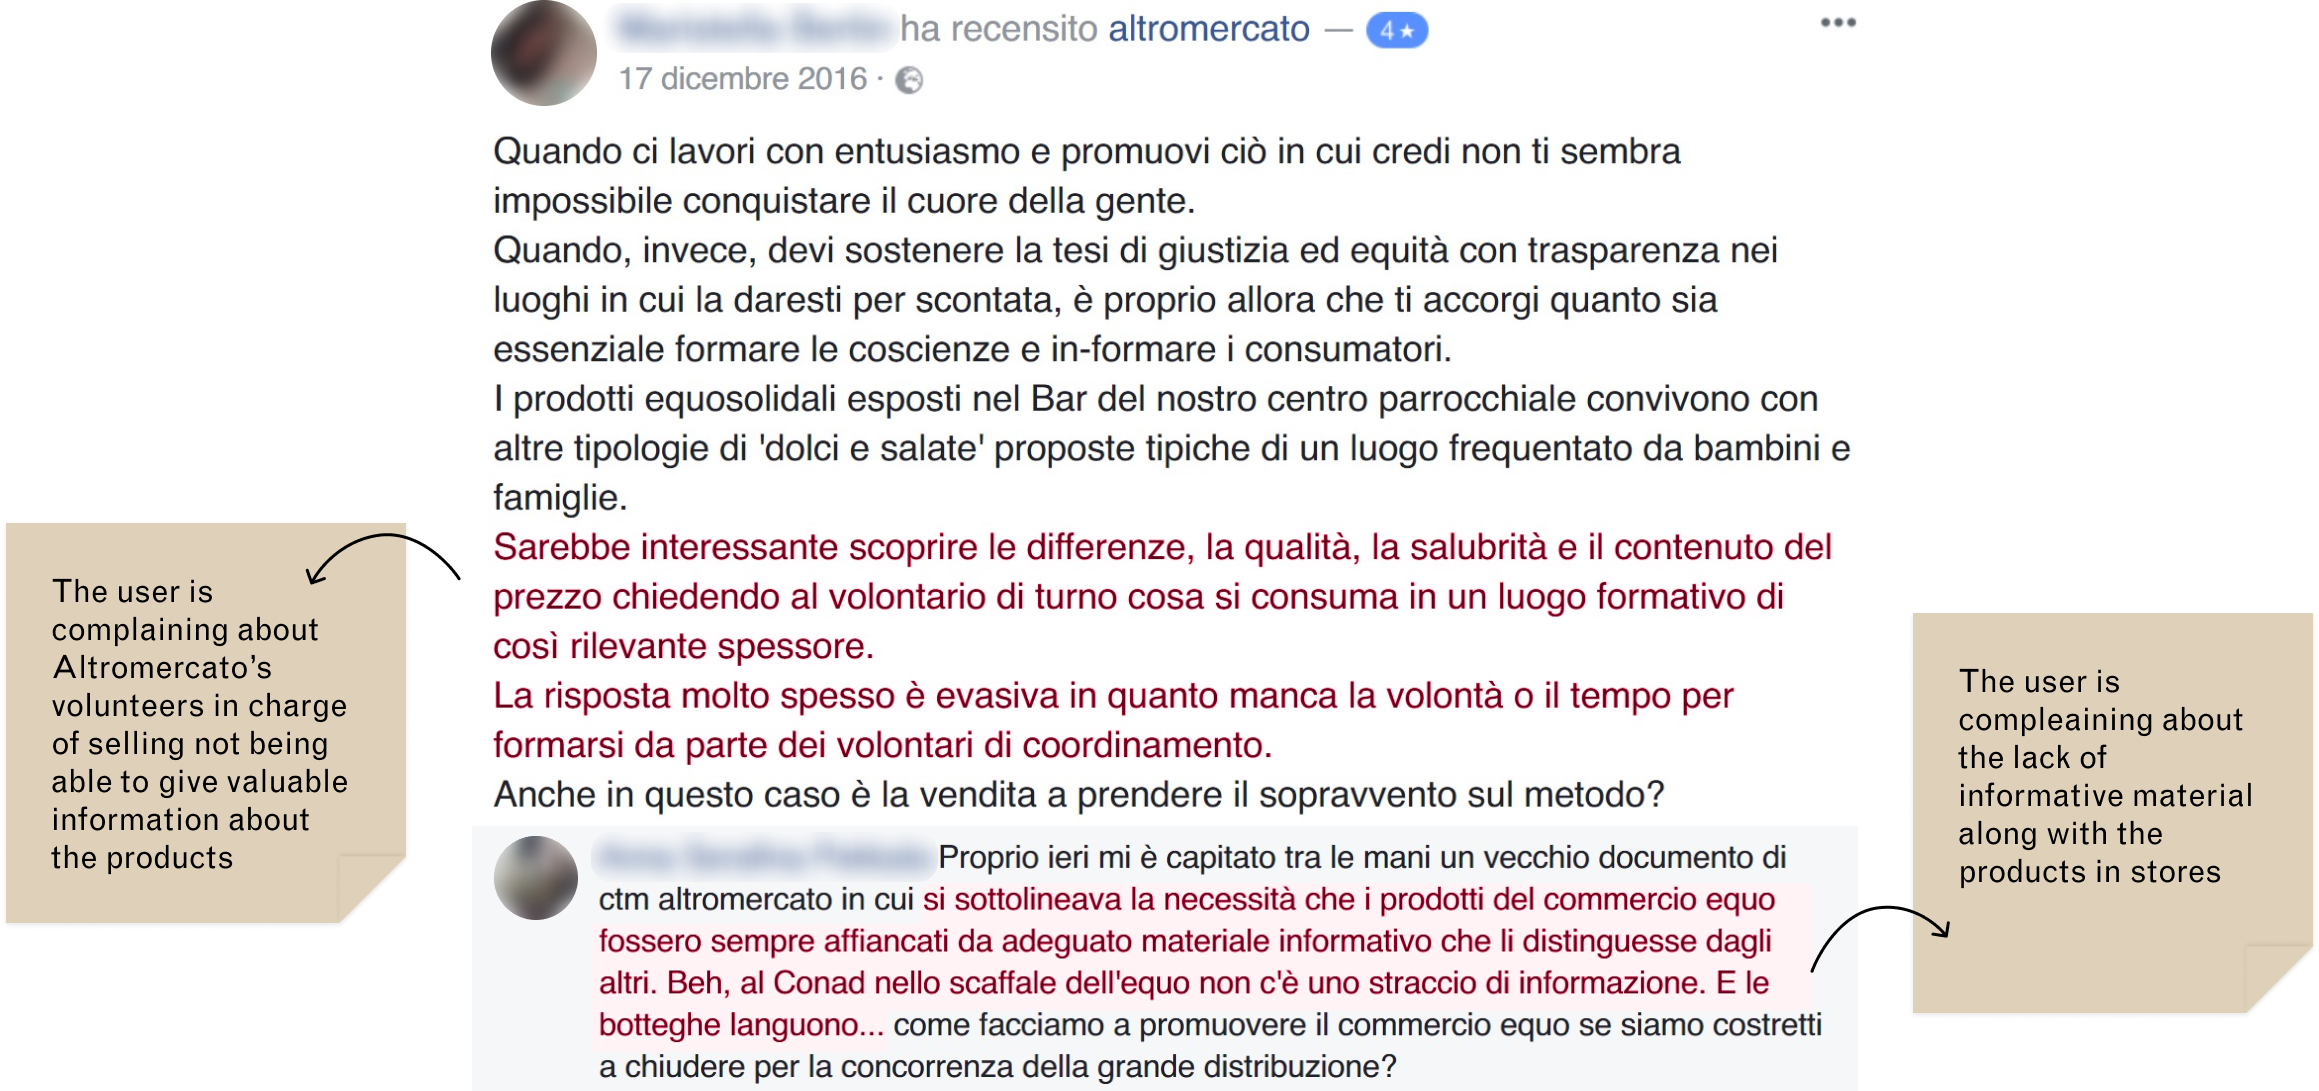 ha recensito altromercato — 4★
17 dicembre 2016 ·
Quando ci lavori con entusiasmo e promuovi ciò in cui credi non ti sembra
impossibile conquistare il cuore della gente.
Quando, invece, devi sostenere la tesi di giustizia ed equità con trasparenza nei
luoghi in cui la daresti per scontata, è proprio allora che ti accorgi quanto sia
essenziale formare le coscienze e in-formare i consumatori.
I prodotti equosolidali esposti nel Bar del nostro centro parrocchiale convivono con
altre tipologie di 'dolci e salate' proposte tipiche di un luogo frequentato da bambini e
famiglie.
Sarebbe interessante scoprire le differenze, la qualità, la salubrità e il contenuto del
prezzo chiedendo al volontario di turno cosa si consuma in un luogo formativo di
così rilevante spessore.
La risposta molto spesso è evasiva in quanto manca la volontà o il tempo per
formarsi da parte dei volontari di coordinamento.
Anche in questo caso è la vendita a prendere il sopravvento sul metodo?
Proprio ieri mi è capitato tra le mani un vecchio documento di
ctm altromercato in cui si sottolineava la necessità che i prodotti del commercio equo
fossero sempre affiancati da adeguato materiale informativo che li distinguesse dagli
altri. Beh, al Conad nello scaffale dell'equo non c'è uno straccio di informazione. E le
botteghe languono... come facciamo a promuovere il commercio equo se siamo costretti
a chiudere per la concorrenza della grande distribuzione?
The user is
complaining about
Altromercato's
volunteers in charge
of selling not being
able to give valuable
information about
the products
The user is
compleaining about
the lack of
informative material
along with the
products in stores